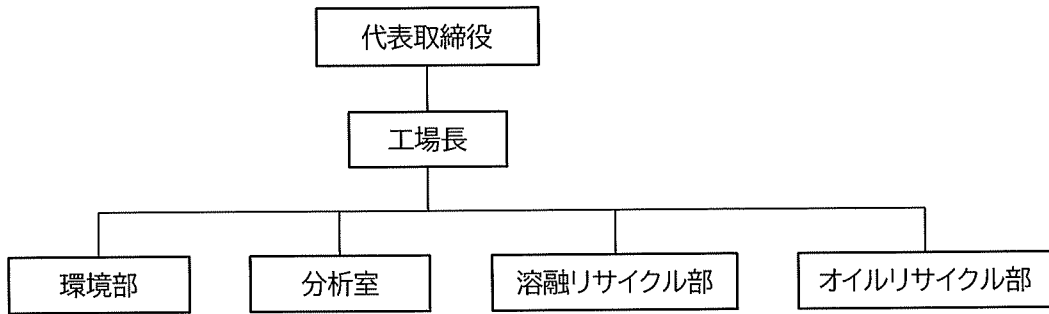 代表取締役
工場長
環境部
分析室
溶融リサイクル部
オイルリサイクル部